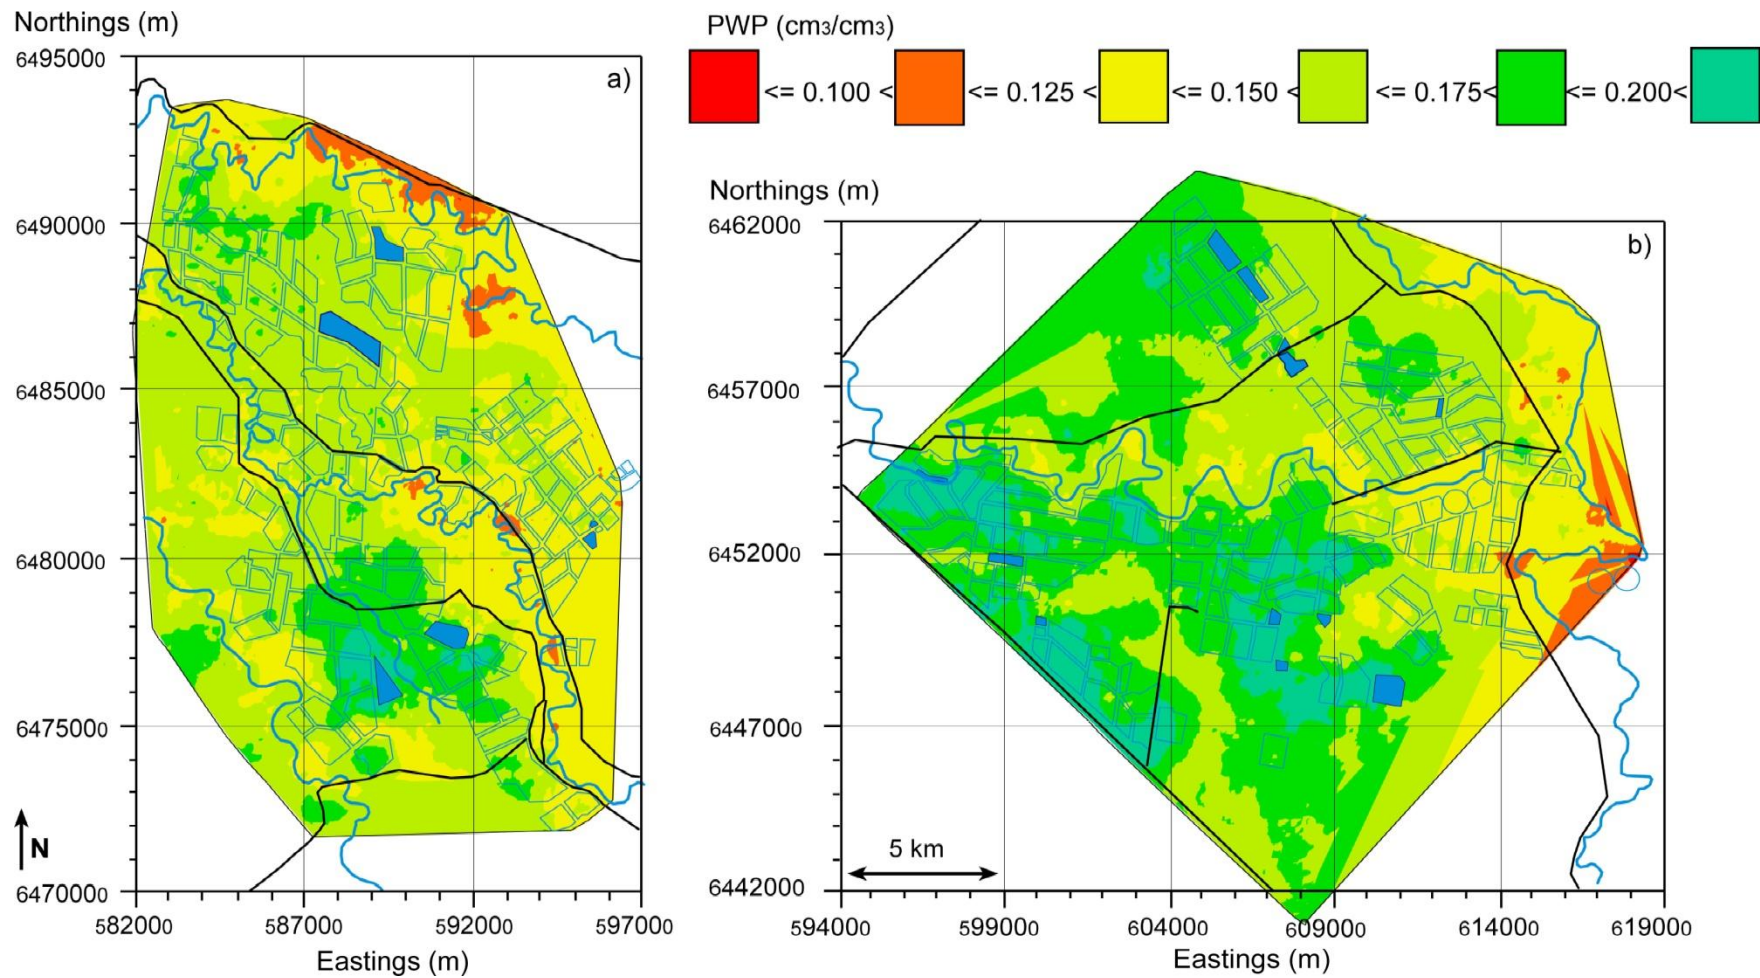 Northings (m)
PWP (cm3/cm3)
<= 0.100 < <= 0.125 < <= 0.150 < <= 0.175< <= 0.200<
6495000
a)
6490000
6485000
6480000
6475000
6470000
N
582000 587000 592000 597000
Eastings (m)
Northings (m)
6462000
b)
6457000
6452000
6447000
6442000
5 km
594000 599000 604000 609000 614000 619000
Eastings (m)